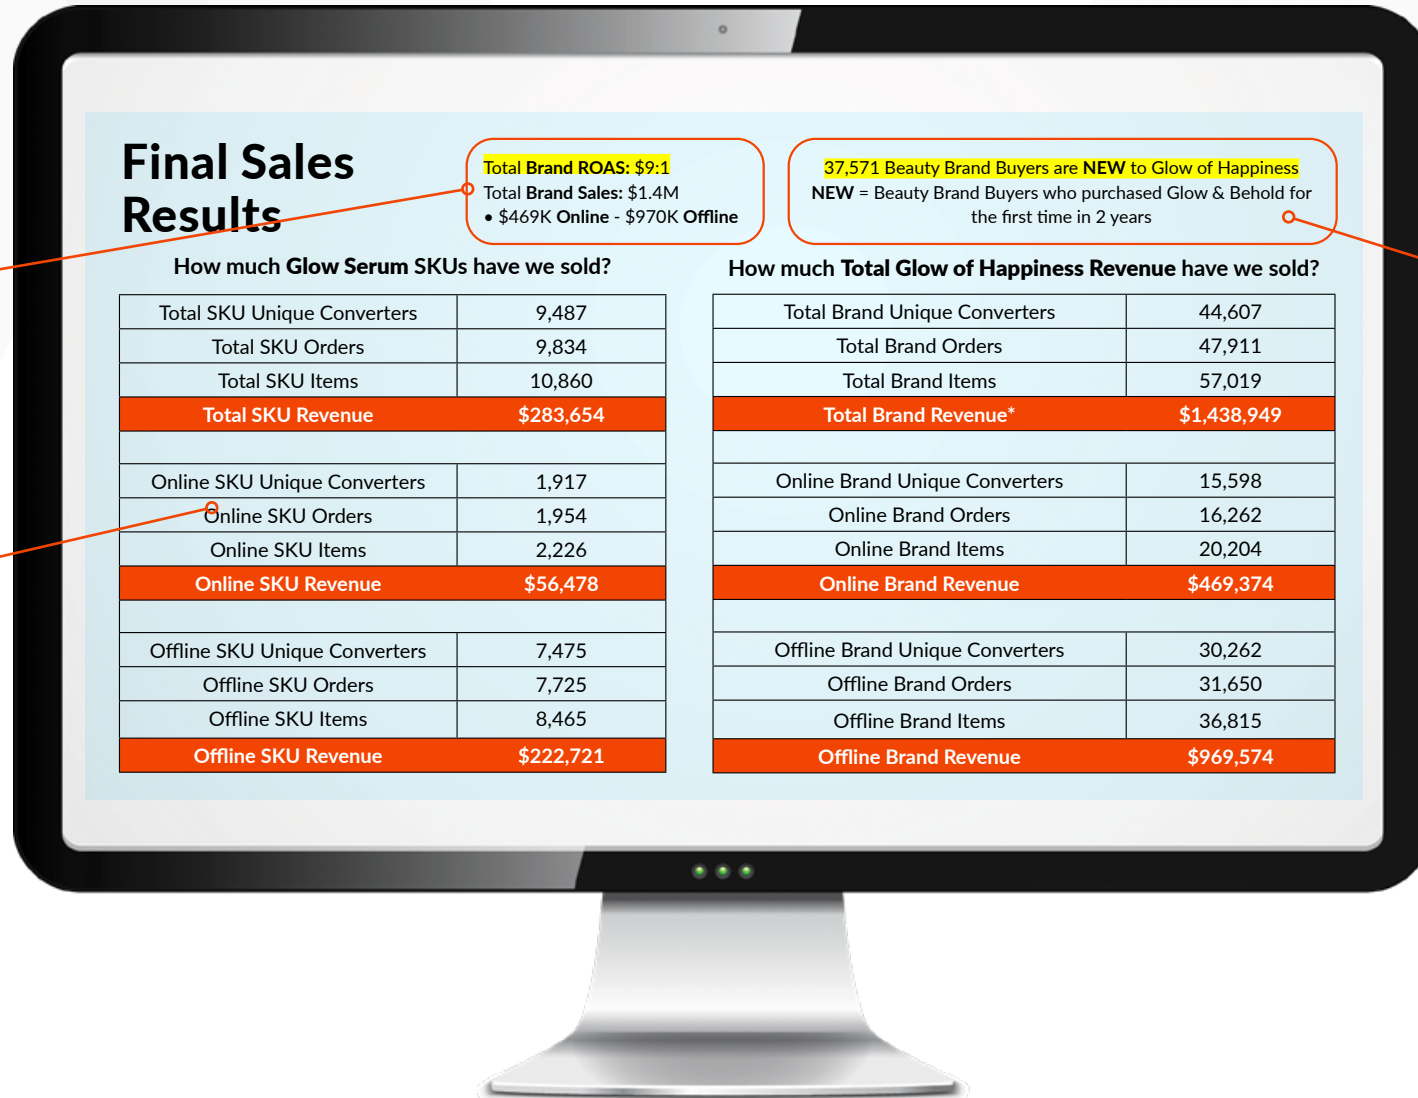 Final Sales
Results
Total Brand ROAS: $9:1
Total Brand Sales: $1.4M
• $469K Online - $970K Offline
37,571 Beauty Brand Buyers are NEW to Glow of Happiness
NEW = Beauty Brand Buyers who purchased Glow & Behold for
the first time in 2 years
How much Glow Serum SKUs have we sold?
Total SKU Unique Converters 9,487
Total SKU Orders 9,834
Total SKU Items 10,860
Total SKU Revenue $283,654
Online SKU Unique Converters 1,917
Online SKU Orders 1,954
Online SKU Items 2,226
Online SKU Revenue $56,478
Offline SKU Unique Converters 7,475
Offline SKU Orders 7,725
Offline SKU Items 8,465
Offline SKU Revenue $222,721
How much Total Glow of Happiness Revenue have we sold?
Total Brand Unique Converters 44,607
Total Brand Orders 47,911
Total Brand Items 57,019
Total Brand Revenue* $1,438,949
Online Brand Unique Converters 15,598
Online Brand Orders 16,262
Online Brand Items 20,204
Online Brand Revenue $469,374
Offline Brand Unique Converters 30,262
Offline Brand Orders 31,650
Offline Brand Items 36,815
Offline Brand Revenue $969,574